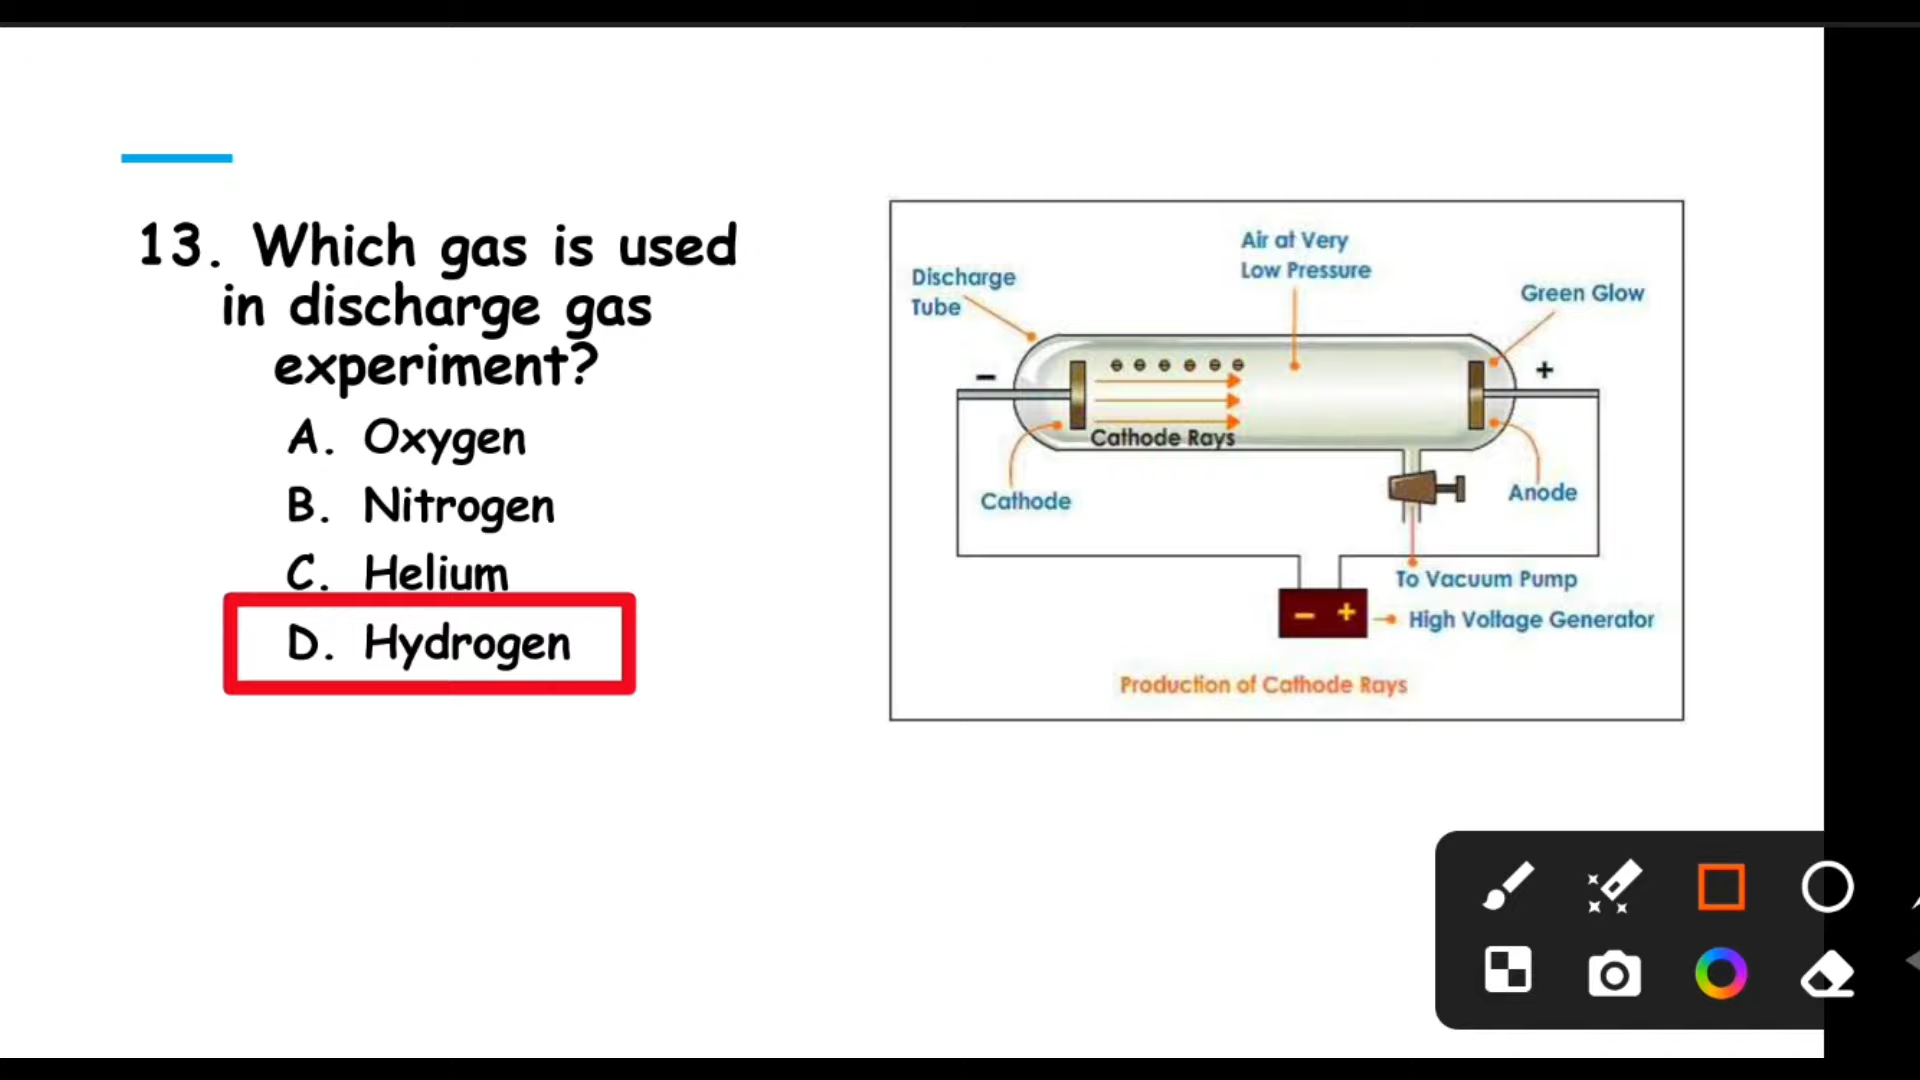 13. Which gas is used
in discharge gas
experiment?
A. Oxygen
B. Nitrogen
C. Helium
D. Hydrogen
Air at Very
Low Pressure
Discharge
Tube
Green Glow
−
+
Cathode Rays
Cathode
Anode
To Vacuum Pump
− +
High Voltage Generator
Production of Cathode Rays